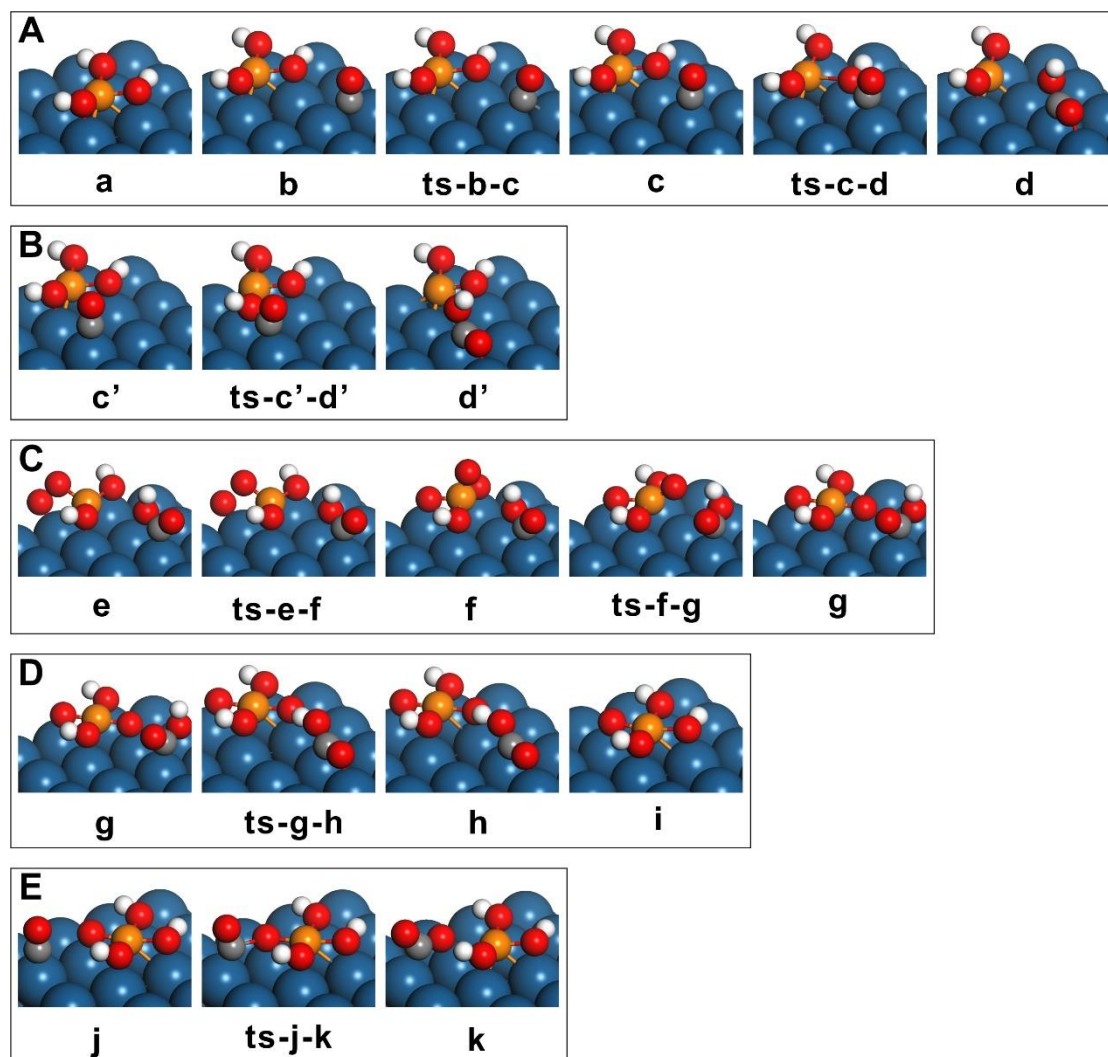 A
a b ts-b-c c ts-c-d d
B
c’ ts-c’-d’ d’
C
e ts-e-f f ts-f-g g
D
g ts-g-h h i
E
j ts-j-k k